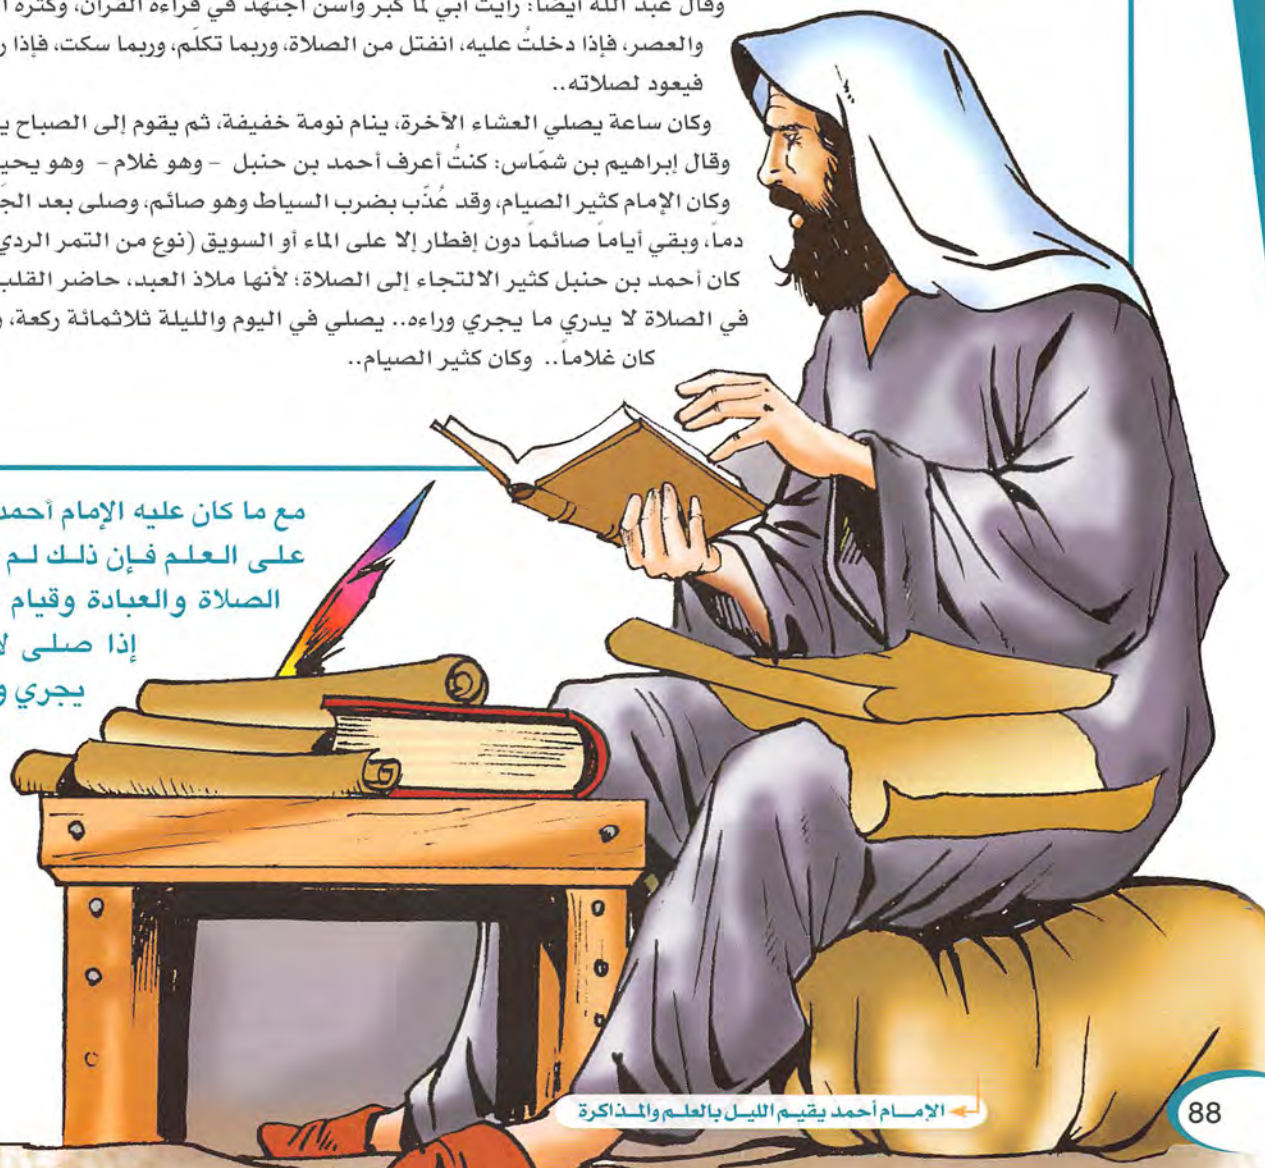 وقال عبد الله أيضاً: رأيت أبي لما كبر وأسن اجتهد في قراءة القرآن، وكثرة
والعصر، فإذا دخلتُ عليه، انفتل من الصلاة، وربما تكلّم، وربما سكت، فإذا
فيعود لصلاته..
وكان ساعة يصلي العشاء الآخرة، ينام نومة خفيفة، ثم يقوم إلى الصباح
وقال إبراهيم بن شمّاس: كنتُ أعرف أحمد بن حنبل - وهو غلام - وهو
وكان الإمام كثير الصيام، وقد عُذّب بضرب السياط وهو صائم، وصلى بعد
دماً، وبقي أياماً صائماً دون إفطار إلا على الماء أو السويق (نوع من التمر
كان أحمد بن حنبل كثير الالتجاء إلى الصلاة؛ لأنها ملاذ العبد، حاضر القلب
في الصلاة لا يدري ما يجري وراءه.. يصلي في اليوم والليلة ثلاثمائة ركعة،
كان غلاماً.. وكان كثير الصيام..
مع ما كان عليه الإمام أحمد
على العلم فإن ذلك لم
الصلاة والعبادة وقيام
إذا صلى
يجري
الإمام أحمد يقيم الليل بالعلم والمذاكرة
88